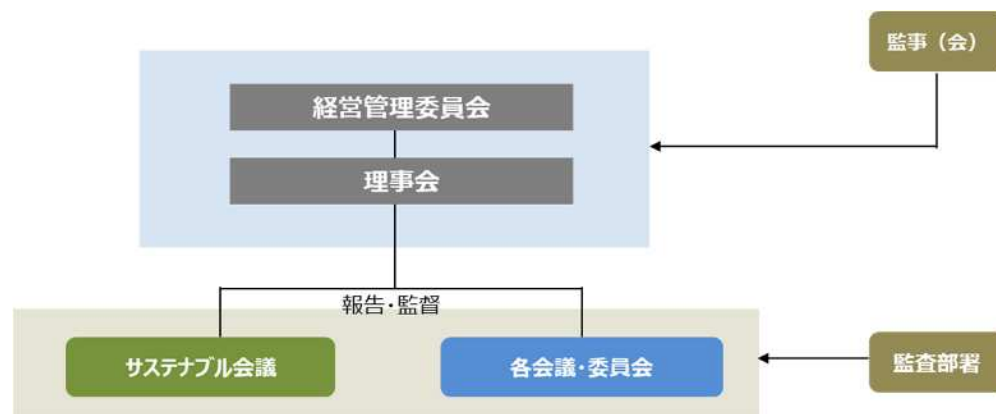 監事（会）
経営管理委員会
理事会
報告・監督
サステナブル会議
各会議・委員会
監査部署